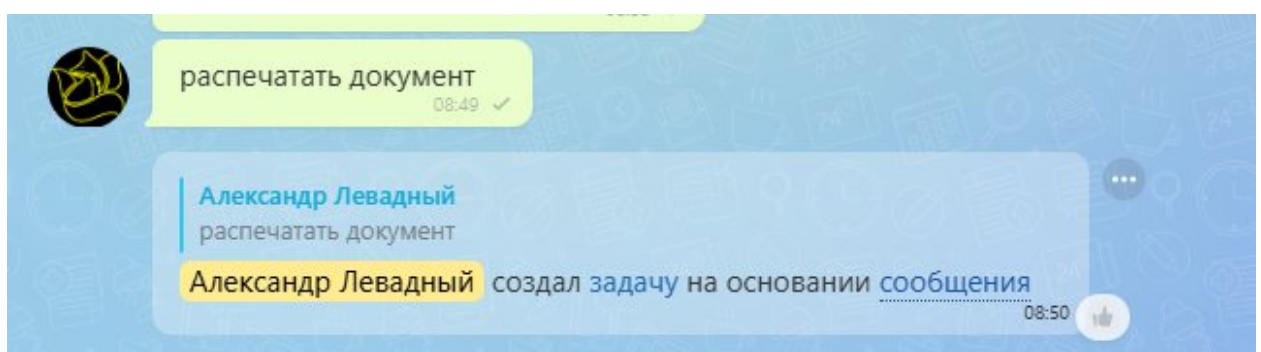 распечатать документ
08:49
Александр Левадный
распечатать документ
Александр Левадный создал задачу на основании сообщения
08:50